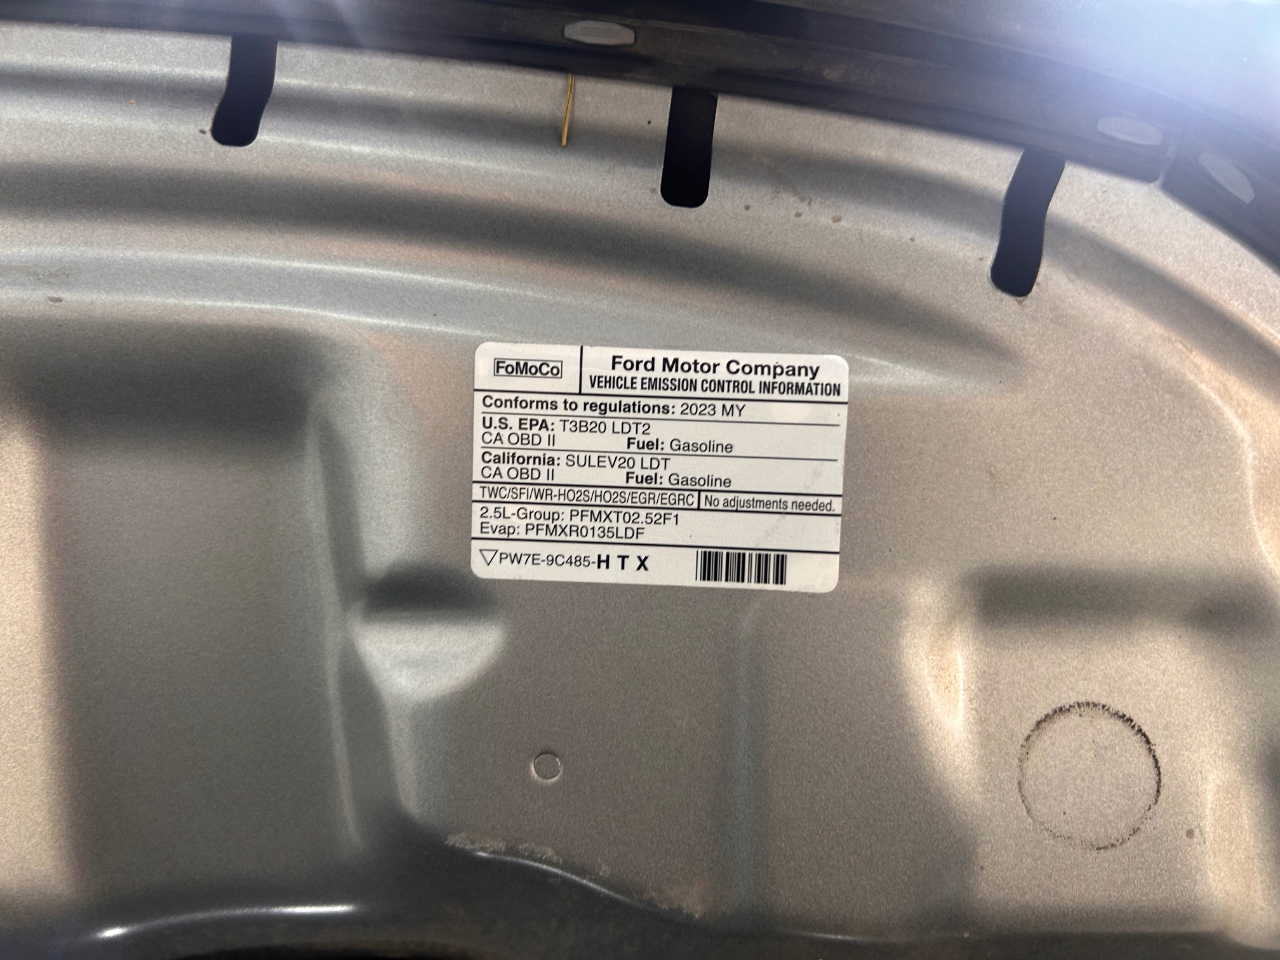 FoMoCo
Ford Motor Company
VEHICLE EMISSION CONTROL INFORMATION
Conforms to regulations: 2023 MY
U.S. EPA: T3B20 LDT2
CA OBD II Fuel: Gasoline
California: SULEV20 LDT
CA OBD II Fuel: Gasoline
TWC/SFI/WR-HO2S/HO2S/EGR/EGRC No adjustments needed.
2.5L-Group: PFMXT02.52F1
Evap: PFMXR0135LDF
PW7E-9C485-HTX